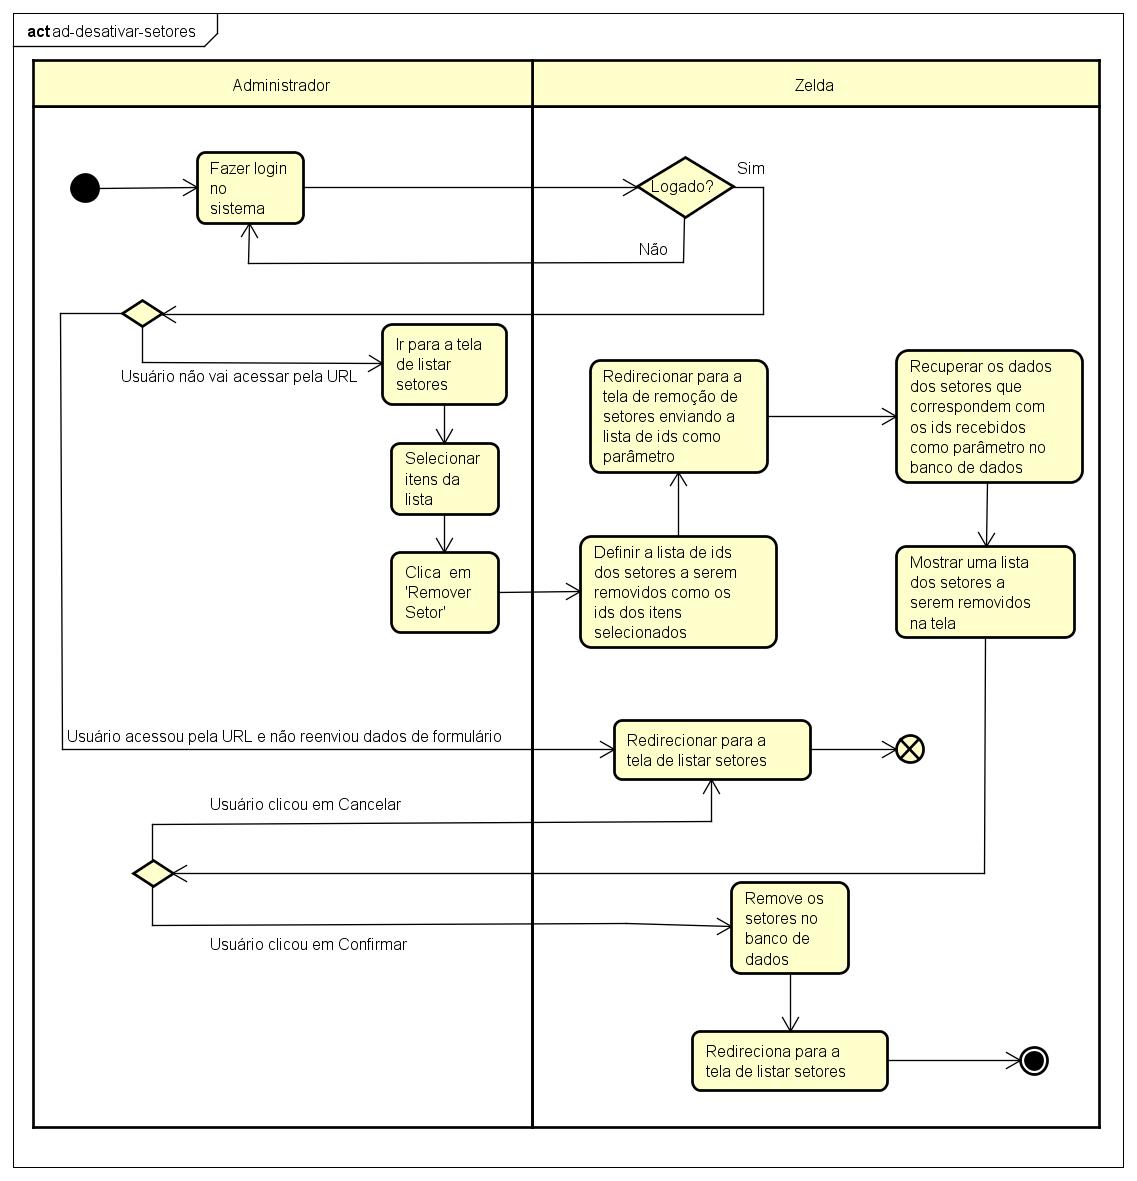 act ad-desativar-setores
Administrador
Zelda
Fazer login
no
sistema
Logado?
Sim
Não
Usuário não vai acessar pela URL
Ir para a tela
de listar
setores
Selecionar
itens da
lista
Clica em
'Remover
Setor'
Definir a lista de ids
dos setores a serem
removidos como os
ids dos itens
selecionados
Redirecionar para a
tela de remoção de
setores enviando a
lista de ids como
parâmetro
Recuperar os dados
dos setores que
correspondem com
os ids recebidos
como parâmetro no
banco de dados
Mostrar uma lista
dos setores a
serem removidos
na tela
Usuário acessou pela URL e não reenviou dados de formulário
Redirecionar para a
tela de listar setores
Usuário clicou em Cancelar
Usuário clicou em Confirmar
Remove os
setores no
banco de
dados
Redireciona para a
tela de listar setores